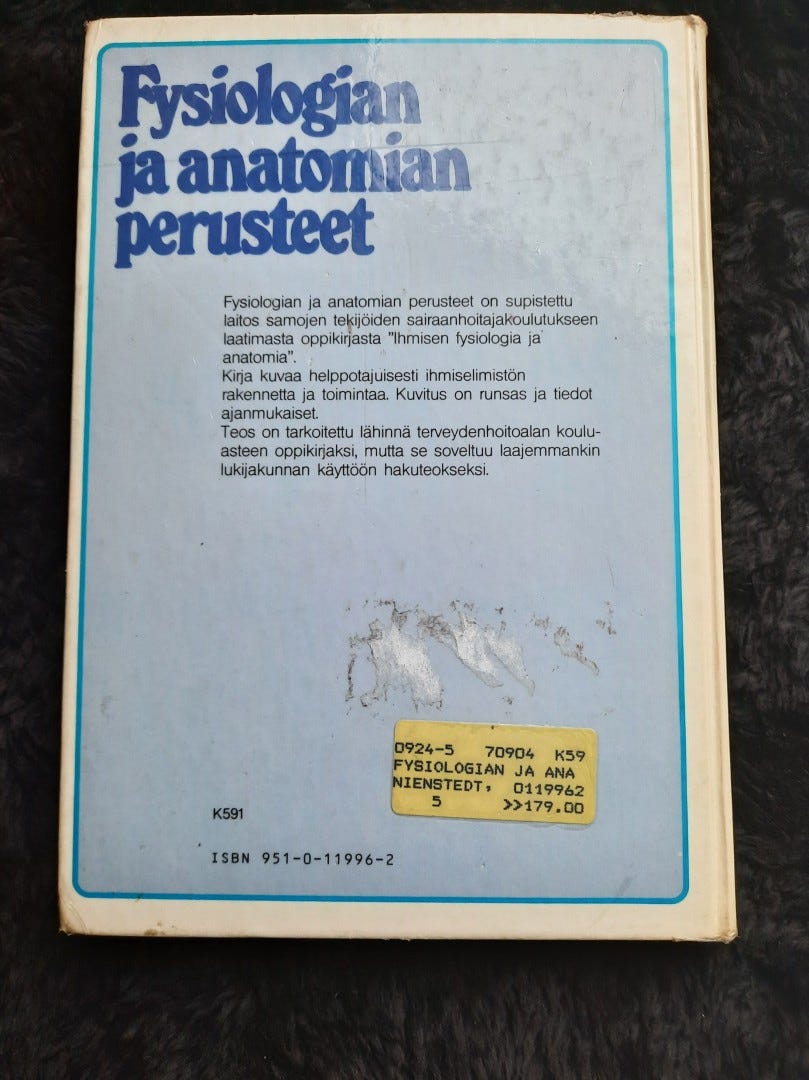 Fysiologian
ja anatomian
perusteet
Fysiologian ja anatomian perusteet on supistettu
laitos samojen tekijöiden sairaanhoitajakoulutukseen
laatimasta oppikirjasta "Ihmisen fysiologia ja
anatomia".
Kirja kuvaa helppotajuisesti ihmiselimistön
rakennetta ja toimintaa. Kuvitus on runsas ja tiedot
ajanmukaiset.
Teos on tarkoitettu lähinnä terveydenhoitoalan koulu-
asteen oppikirjaksi, mutta se soveltuu laajemmankin
lukijakunnan käyttöön hakuteokseksi.
0924-5 70904 K59
FYSIOLOGIAN JA ANA
NIENSTEDT, 0119962
5 >>179.00
K591
ISBN 951-0-11996-2